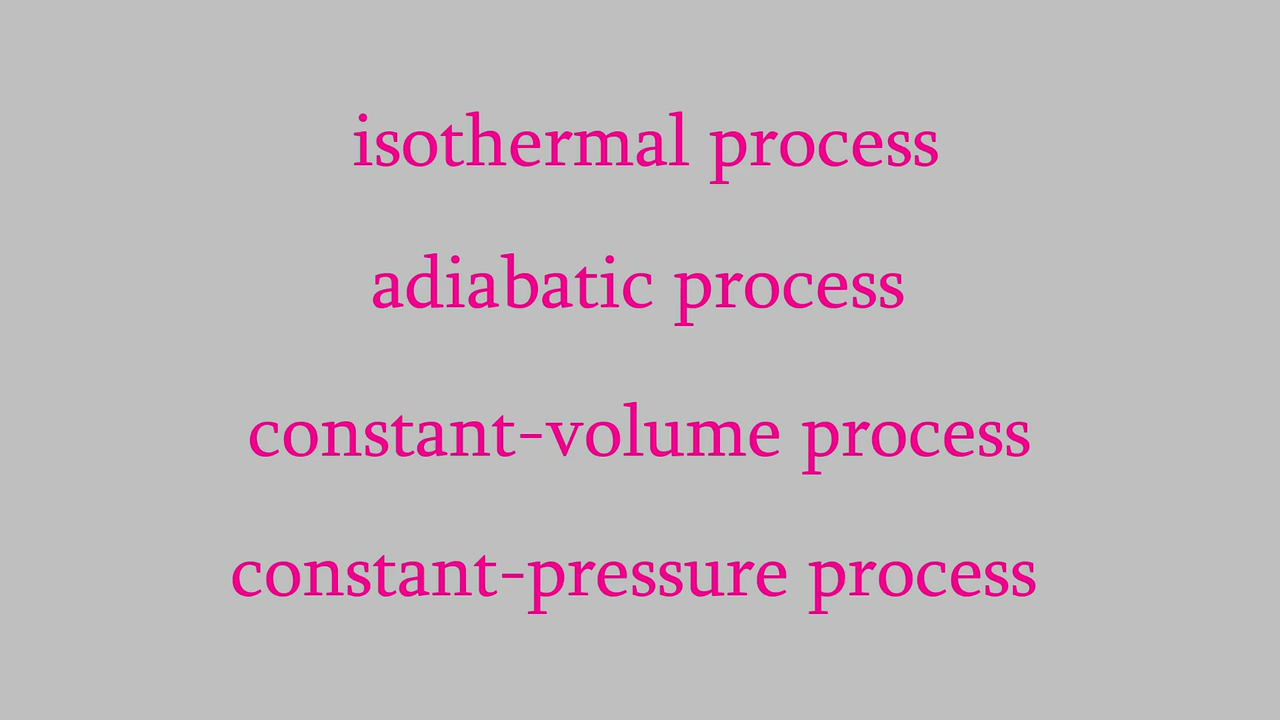 isothermal process
adiabatic process
constant-volume process
constant-pressure process